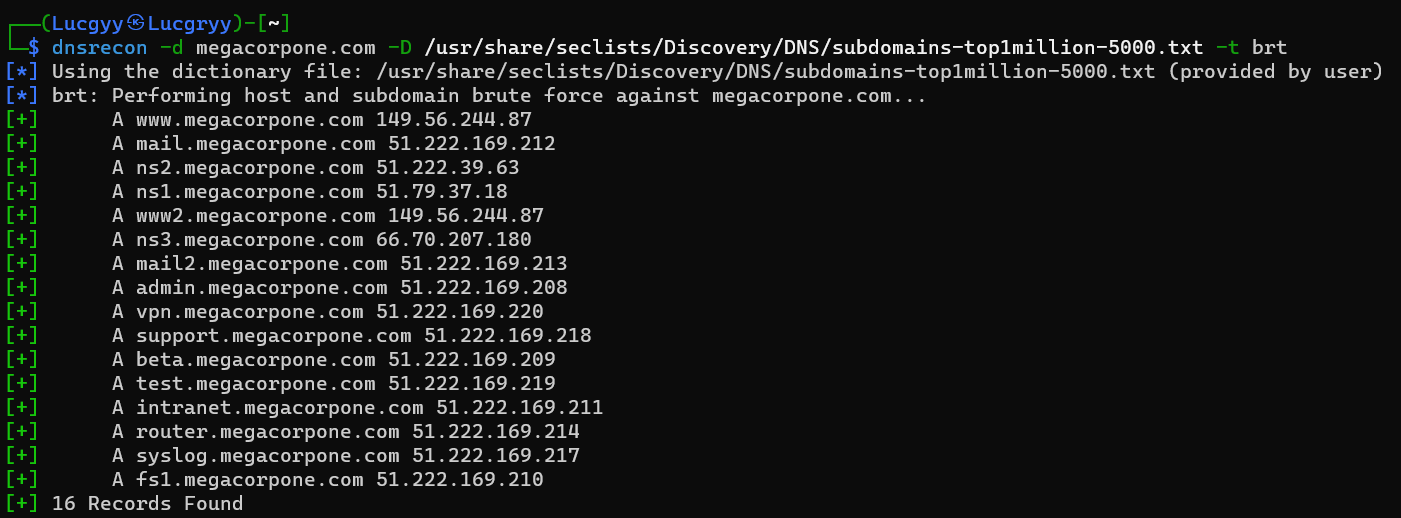 ┌──(Lucgyy㉿Lucgryy)-[~]
└─$ dnsrecon -d megacorpone.com -D /usr/share/seclists/Discovery/DNS/subdomains-top1million-5000.txt -t brt
[*] Using the dictionary file: /usr/share/seclists/Discovery/DNS/subdomains-top1million-5000.txt (provided by user)
[*] brt: Performing host and subdomain brute force against megacorpone.com...
[+]      A www.megacorpone.com 149.56.244.87
[+]      A mail.megacorpone.com 51.222.169.212
[+]      A ns2.megacorpone.com 51.222.39.63
[+]      A ns1.megacorpone.com 51.79.37.18
[+]      A www2.megacorpone.com 149.56.244.87
[+]      A ns3.megacorpone.com 66.70.207.180
[+]      A mail2.megacorpone.com 51.222.169.213
[+]      A admin.megacorpone.com 51.222.169.208
[+]      A vpn.megacorpone.com 51.222.169.220
[+]      A support.megacorpone.com 51.222.169.218
[+]      A beta.megacorpone.com 51.222.169.209
[+]      A test.megacorpone.com 51.222.169.219
[+]      A intranet.megacorpone.com 51.222.169.211
[+]      A router.megacorpone.com 51.222.169.214
[+]      A syslog.megacorpone.com 51.222.169.217
[+]      A fs1.megacorpone.com 51.222.169.210
[+] 16 Records Found